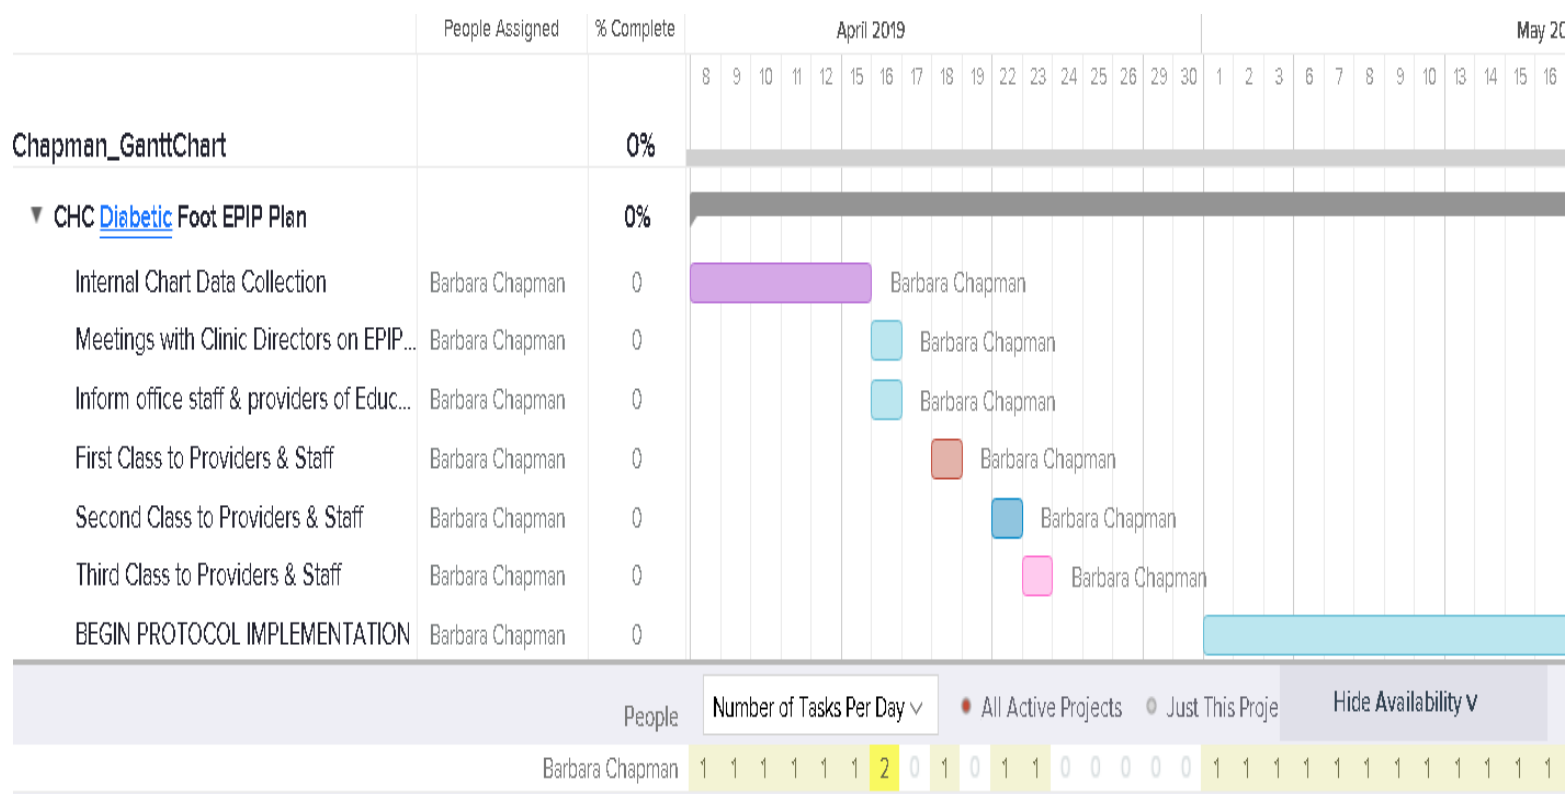 People Assigned % Complete April 2019 May 20
8 9 10 11 12 15 16 17 18 19 22 23 24 25 26 29 30 1 2 3 6 7 8 9 10 13 14 15 16
Chapman_GanttChart 0%
CHC Diabetic Foot EPIP Plan 0%
Internal Chart Data Collection Barbara Chapman 0 Barbara Chapman
Meetings with Clinic Directors on EPIP... Barbara Chapman 0 Barbara Chapman
Inform office staff & providers of Educ... Barbara Chapman 0 Barbara Chapman
First Class to Providers & Staff Barbara Chapman 0 Barbara Chapman
Second Class to Providers & Staff Barbara Chapman 0 Barbara Chapman
Third Class to Providers & Staff Barbara Chapman 0 Barbara Chapman
BEGIN PROTOCOL IMPLEMENTATION Barbara Chapman 0
People Number of Tasks Per Day All Active Projects Just This Proje Hide Availability V
Barbara Chapman 1 1 1 1 1 1 2 0 1 0 1 1 0 0 0 0 0 1 1 1 1 1 1 1 1 1 1 1 1